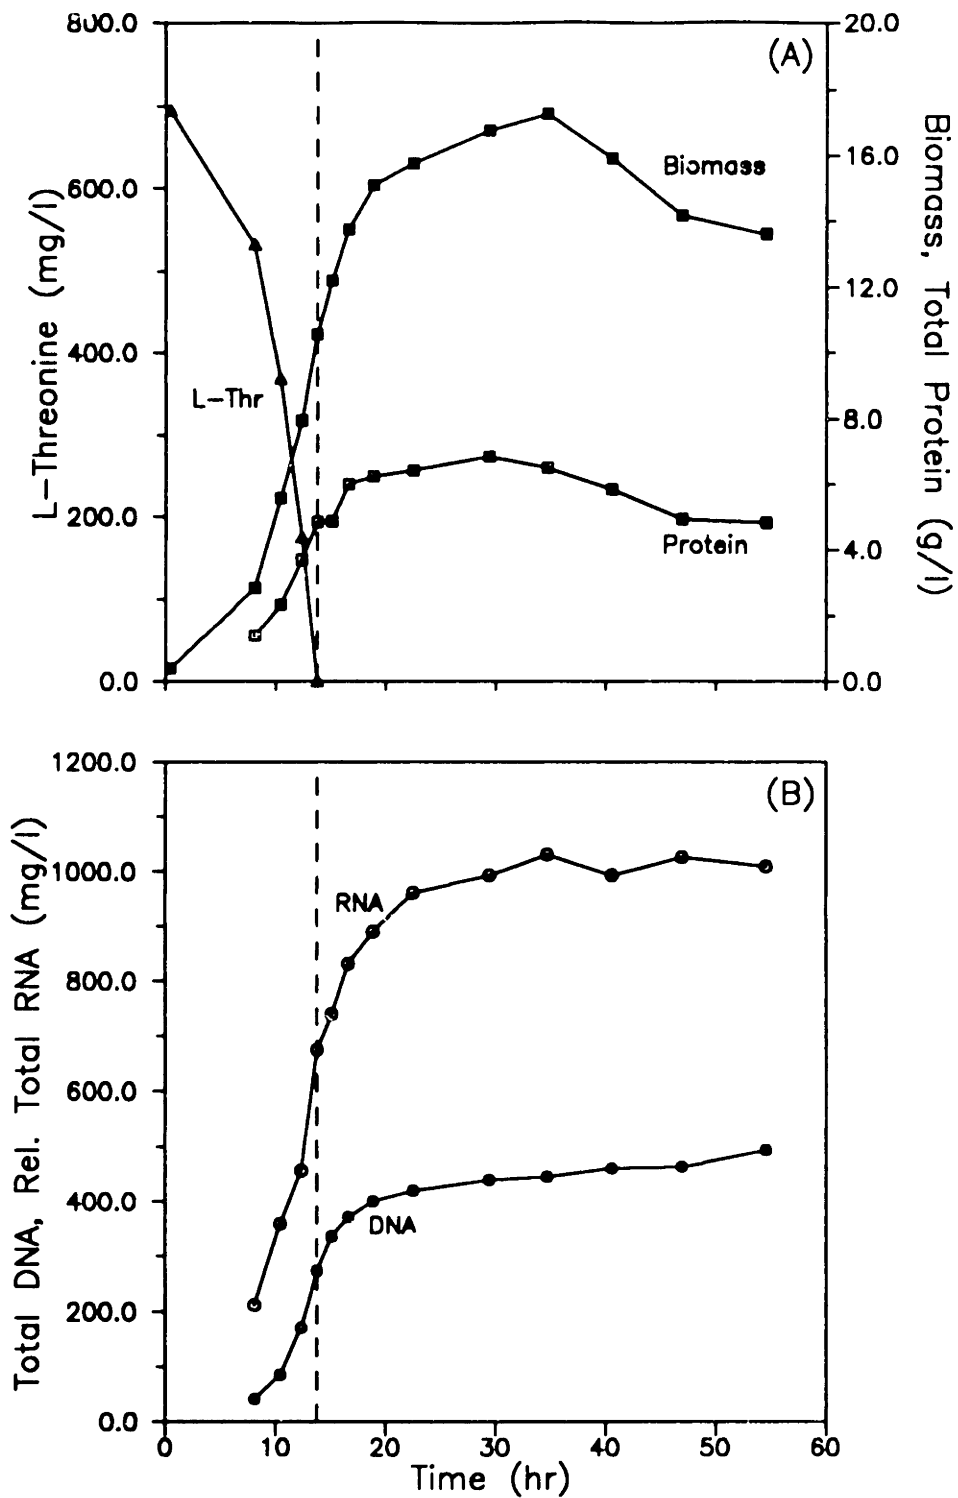 800.0
600.0
400.0
200.0
0.0
L-Threonine (mg/l)
20.0
16.0
12.0
8.0
4.0
0.0
Biomass, Total Protein (g/l)
(A)
Biomass
L-Thr
Protein
1200.0
1000.0
800.0
600.0
400.0
200.0
0.0
Total DNA, Rel. Total RNA (mg/l)
(B)
RNA
DNA
0 10 20 30 40 50 60
Time (hr)